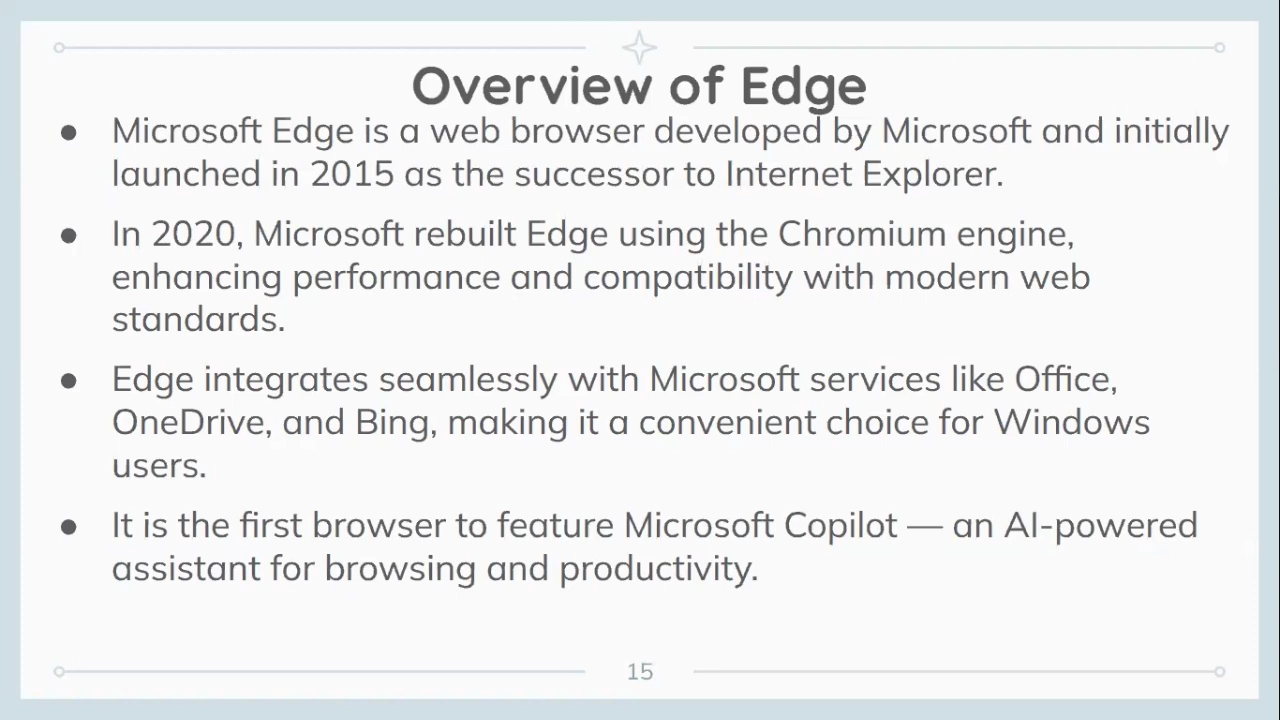 Overview of Edge
● Microsoft Edge is a web browser developed by Microsoft and initially
launched in 2015 as the successor to Internet Explorer.
● In 2020, Microsoft rebuilt Edge using the Chromium engine,
enhancing performance and compatibility with modern web
standards.
● Edge integrates seamlessly with Microsoft services like Office,
OneDrive, and Bing, making it a convenient choice for Windows
users.
● It is the first browser to feature Microsoft Copilot — an AI-powered
assistant for browsing and productivity.
15